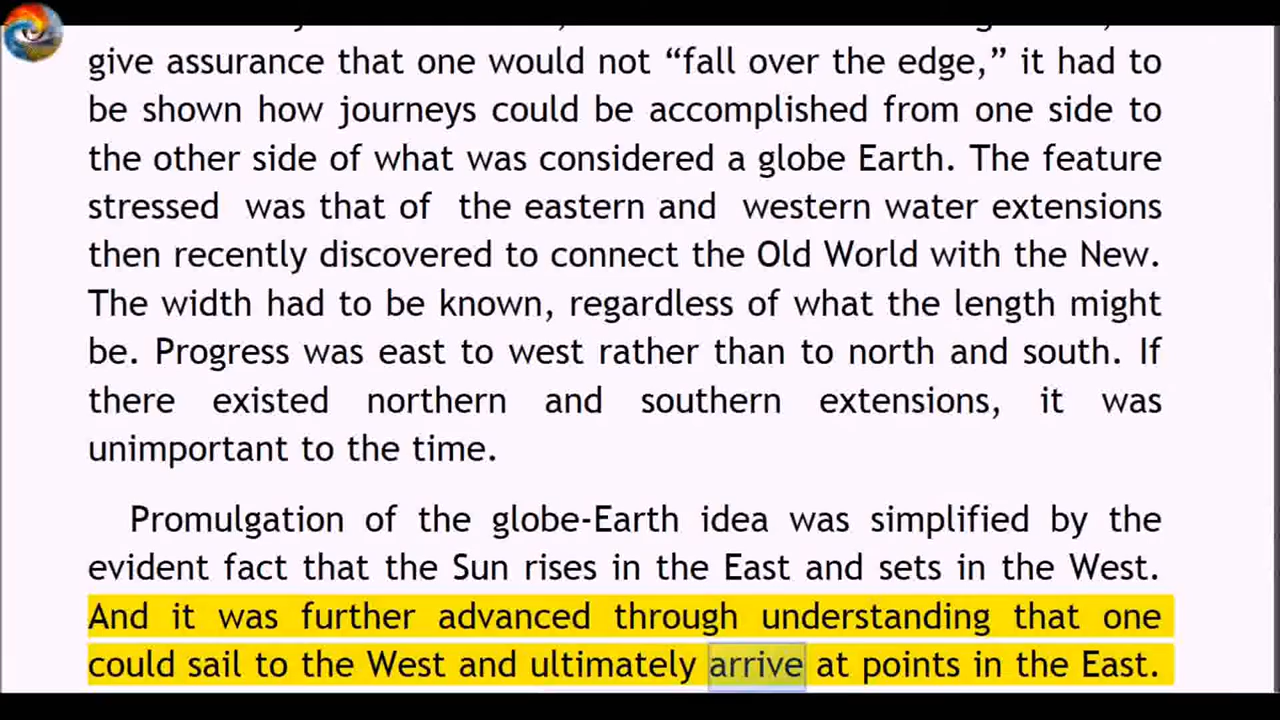 give assurance that one would not “fall over the edge,” it had to
be shown how journeys could be accomplished from one side to
the other side of what was considered a globe Earth. The feature
stressed was that of the eastern and western water extensions
then recently discovered to connect the Old World with the New.
The width had to be known, regardless of what the length might
be. Progress was east to west rather than to north and south. If
there existed northern and southern extensions, it was
unimportant to the time.
Promulgation of the globe-Earth idea was simplified by the
evident fact that the Sun rises in the East and sets in the West.
And it was further advanced through understanding that one
could sail to the West and ultimately arrive at points in the East.